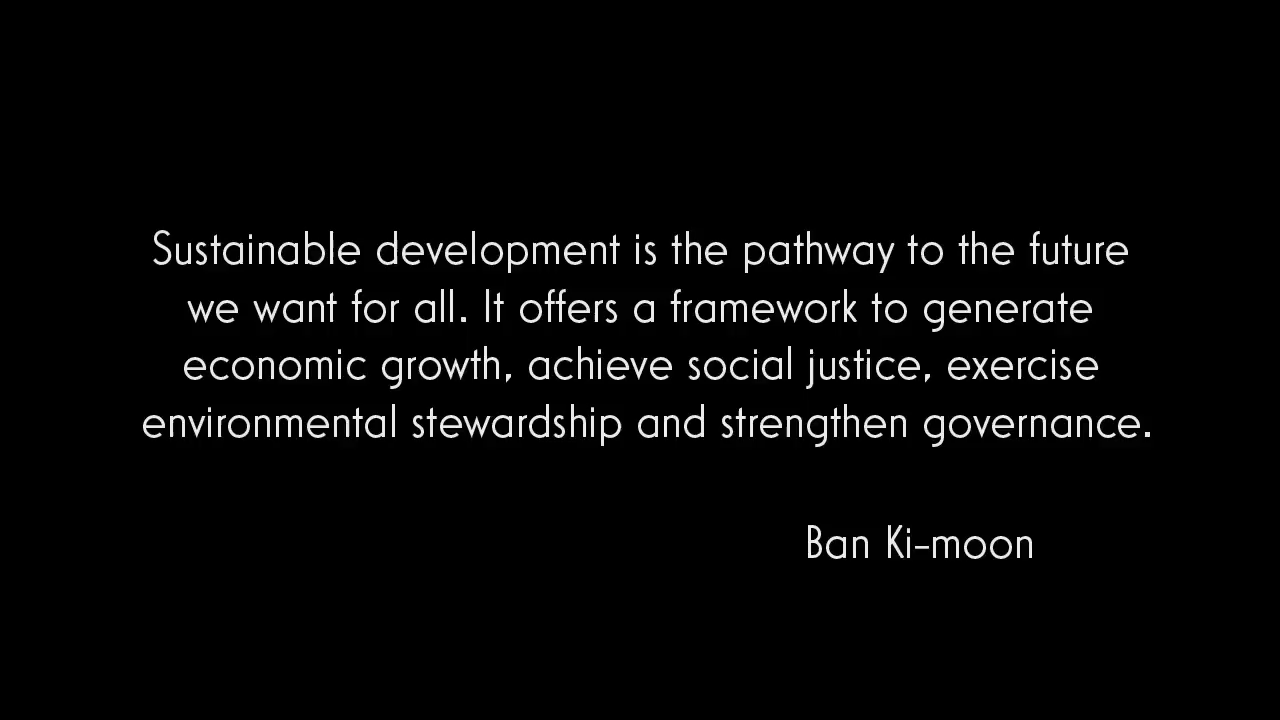 Sustainable development is the pathway to the future
we want for all. It offers a framework to generate
economic growth, achieve social justice, exercise
environmental stewardship and strengthen governance.
Ban Ki-moon